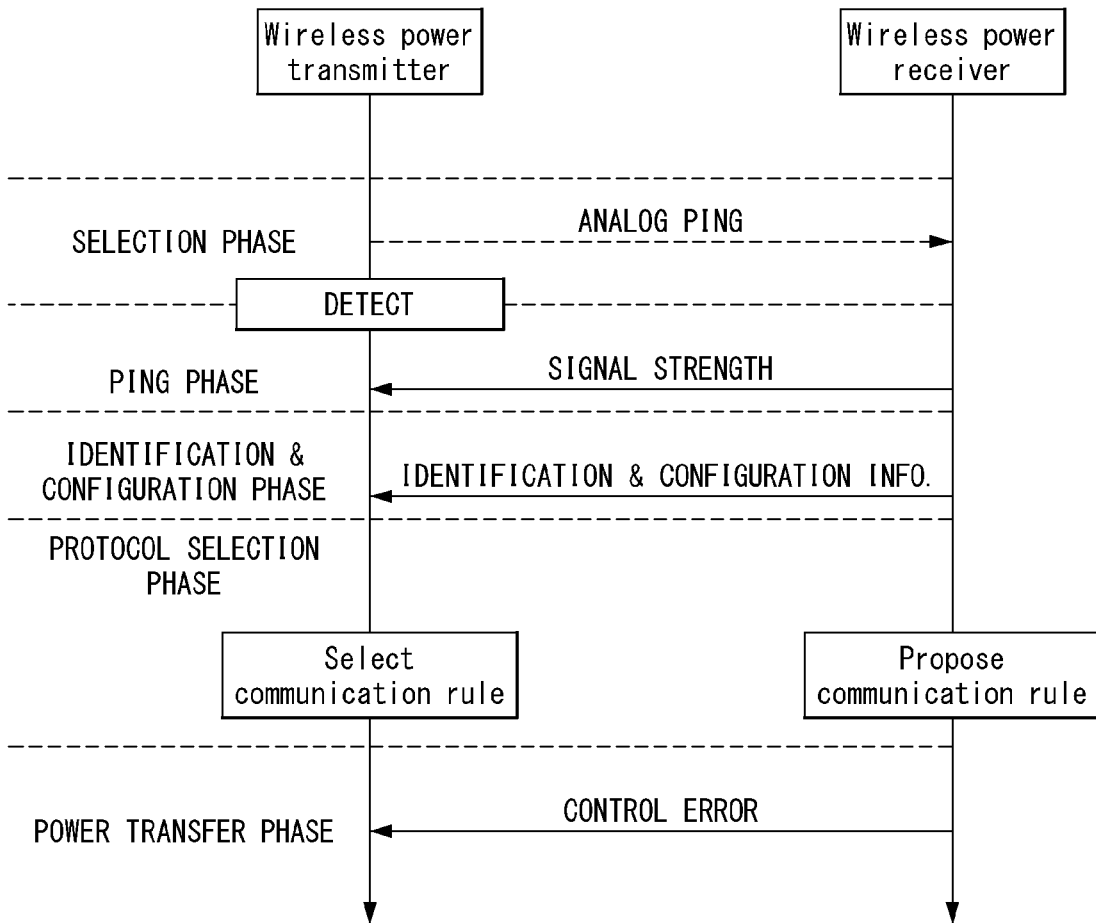 Wireless power
transmitter
Wireless power
receiver
ANALOG PING
SELECTION PHASE
DETECT
SIGNAL STRENGTH
PING PHASE
IDENTIFICATION &
CONFIGURATION PHASE
IDENTIFICATION & CONFIGURATION INFO.
PROTOCOL SELECTION
PHASE
Select
communication rule
Propose
communication rule
CONTROL ERROR
POWER TRANSFER PHASE